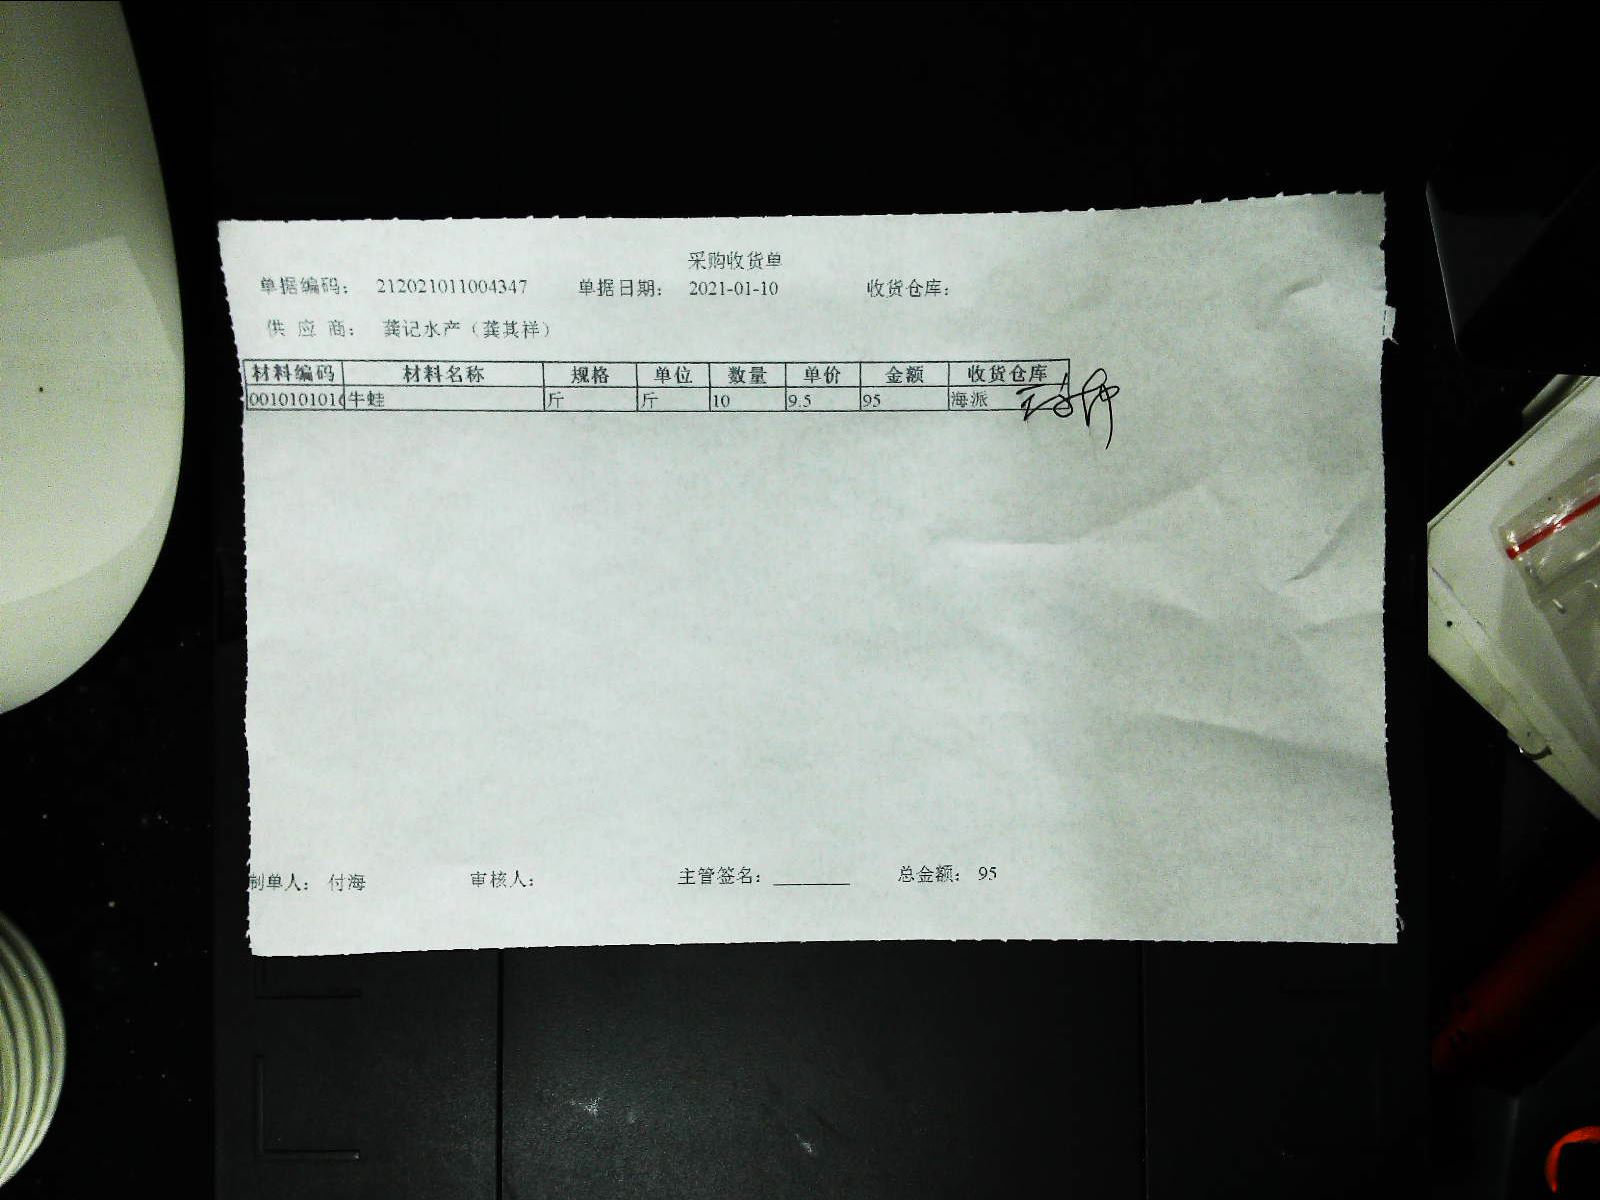 采购收货单
单据编码： 212021011004347 单据日期： 2021-01-10 收货仓库：
供 应 商： 龚记水产（龚其祥）
材料编码 材料名称 规格 单位 数量 单价 金额 收货仓库
0010101010 牛蛙 斤 斤 10 9.5 95 海派
制单人： 付海 审核人： 主管签名：________ 总金额： 95